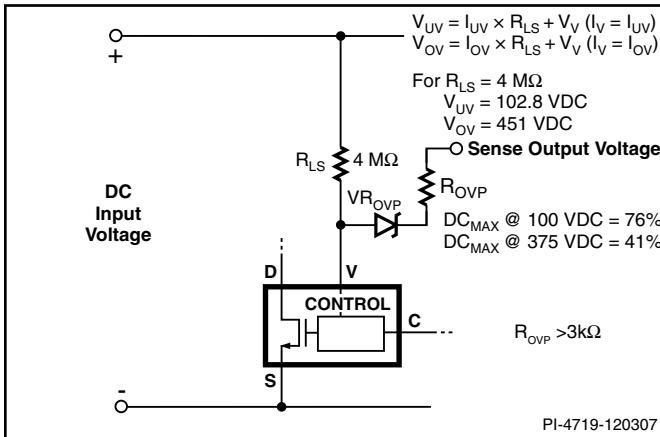 V_UV = I_UV × R_LS + V_V (I_V = I_UV)
V_OV = I_OV × R_LS + V_V (I_V = I_OV)
+
For R_LS = 4 MΩ
V_UV = 102.8 VDC
V_OV = 451 VDC
Sense Output Voltage
R_LS
4 MΩ
R_OVP
VR_OVP
DC
Input
Voltage
DC_MAX @ 100 VDC = 76%
DC_MAX @ 375 VDC = 41%
D
V
CONTROL
C
R_OVP >3kΩ
S
-
PI-4719-120307